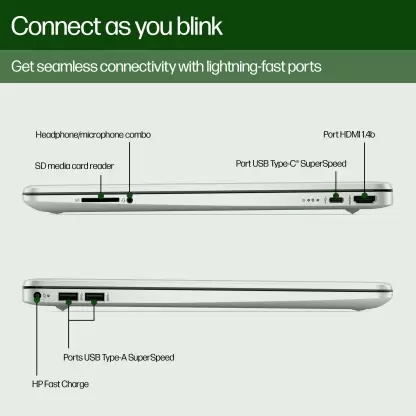 Connect as you blink
Get seamless connectivity with lightning-fast ports
Headphone/microphone combo
Port HDMI 1.4b
SD media card reader
Port USB Type-C® SuperSpeed
Ports USB Type-A SuperSpeed
HP Fast Charge